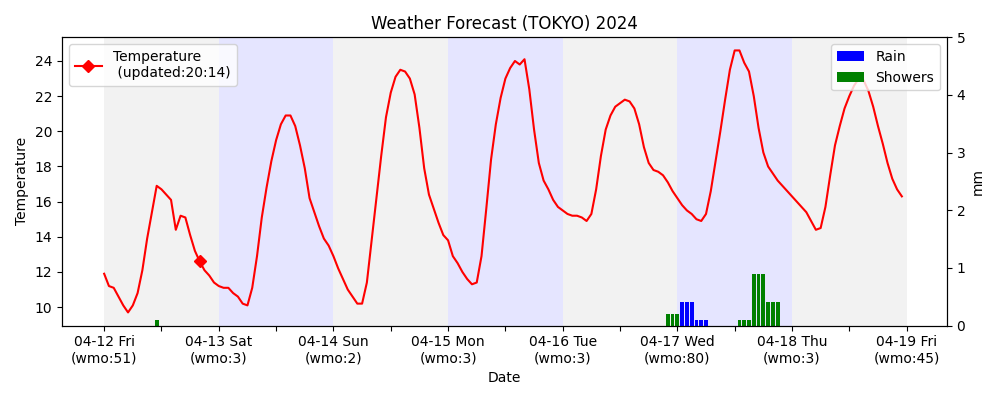 Weather Forecast (TOKYO) 2024
Temperature
(updated:20:14)
Rain
Showers
Temperature
24
22
20
18
16
14
12
10
5
4
3
2
1
0
mm
04-12 Fri
(wmo:51)
04-13 Sat
(wmo:3)
04-14 Sun
(wmo:2)
04-15 Mon
(wmo:3)
04-16 Tue
(wmo:3)
04-17 Wed
(wmo:80)
04-18 Thu
(wmo:3)
04-19 Fri
(wmo:45)
Date